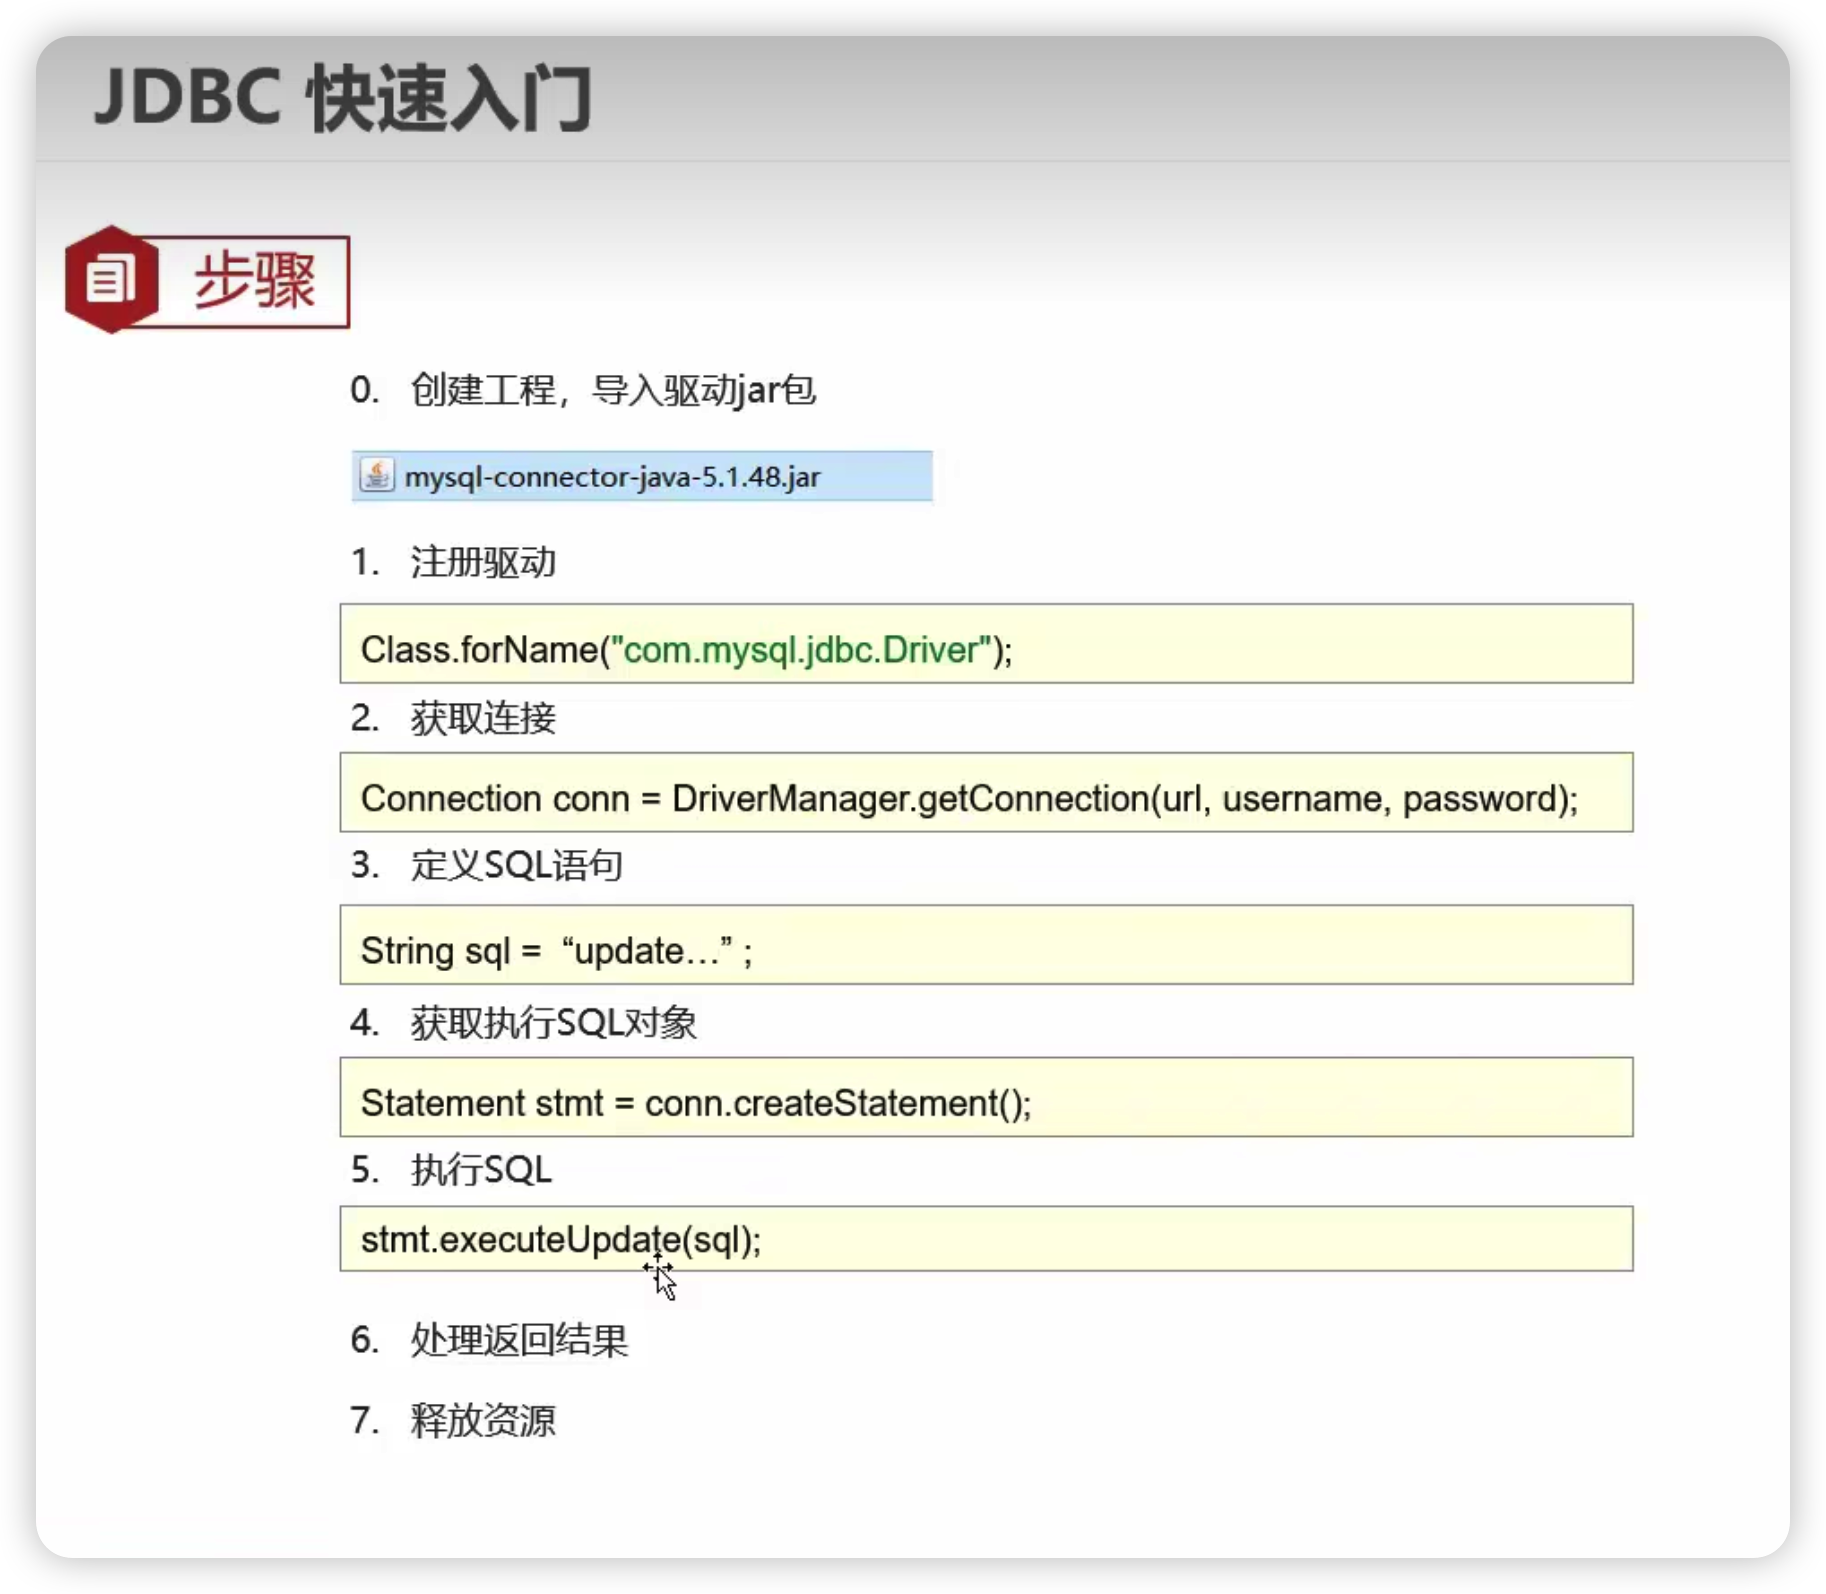 JDBC 快速入门
步骤
0. 创建工程，导入驱动jar包
mysql-connector-java-5.1.48.jar
1. 注册驱动
Class.forName("com.mysql.jdbc.Driver");
2. 获取连接
Connection conn = DriverManager.getConnection(url, username, password);
3. 定义SQL语句
String sql = “update…” ;
4. 获取执行SQL对象
Statement stmt = conn.createStatement();
5. 执行SQL
stmt.executeUpdate(sql);
6. 处理返回结果
7. 释放资源